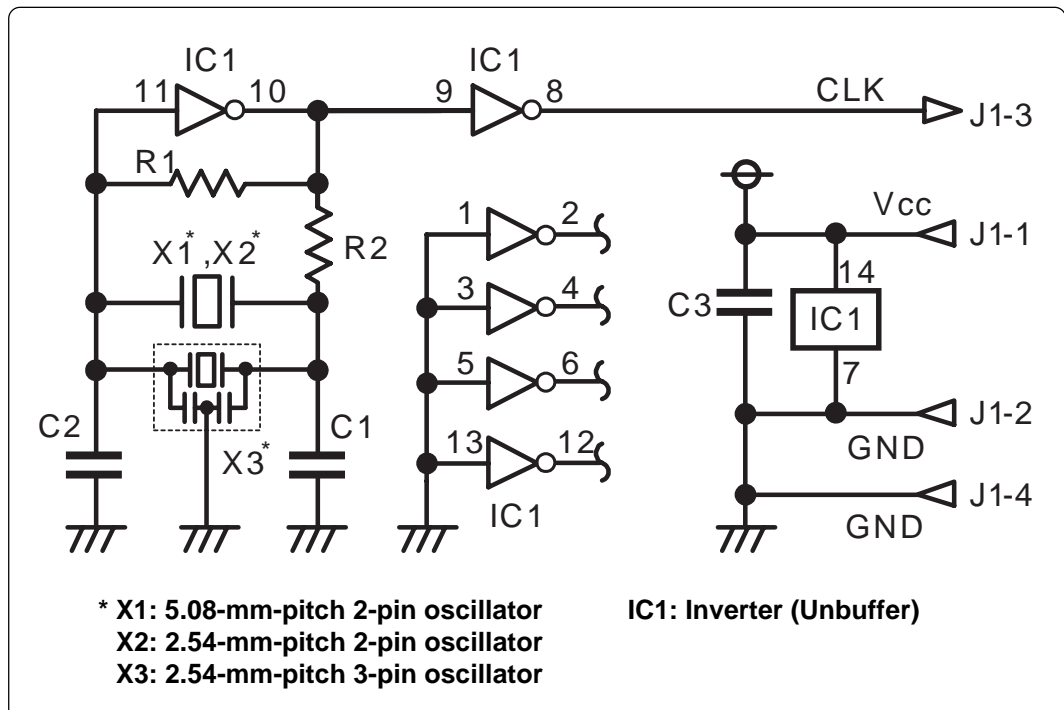 IC1 IC1
11 10 9 8 CLK J1-3
R1
1 2 Vcc J1-1
X1*,X2* R2
14
3 4 C3 IC1
5 6 7
C2 C1 J1-2
X3* 13 12 GND
IC1 J1-4
GND
* X1: 5.08-mm-pitch 2-pin oscillator IC1: Inverter (Unbuffer)
X2: 2.54-mm-pitch 2-pin oscillator
X3: 2.54-mm-pitch 3-pin oscillator